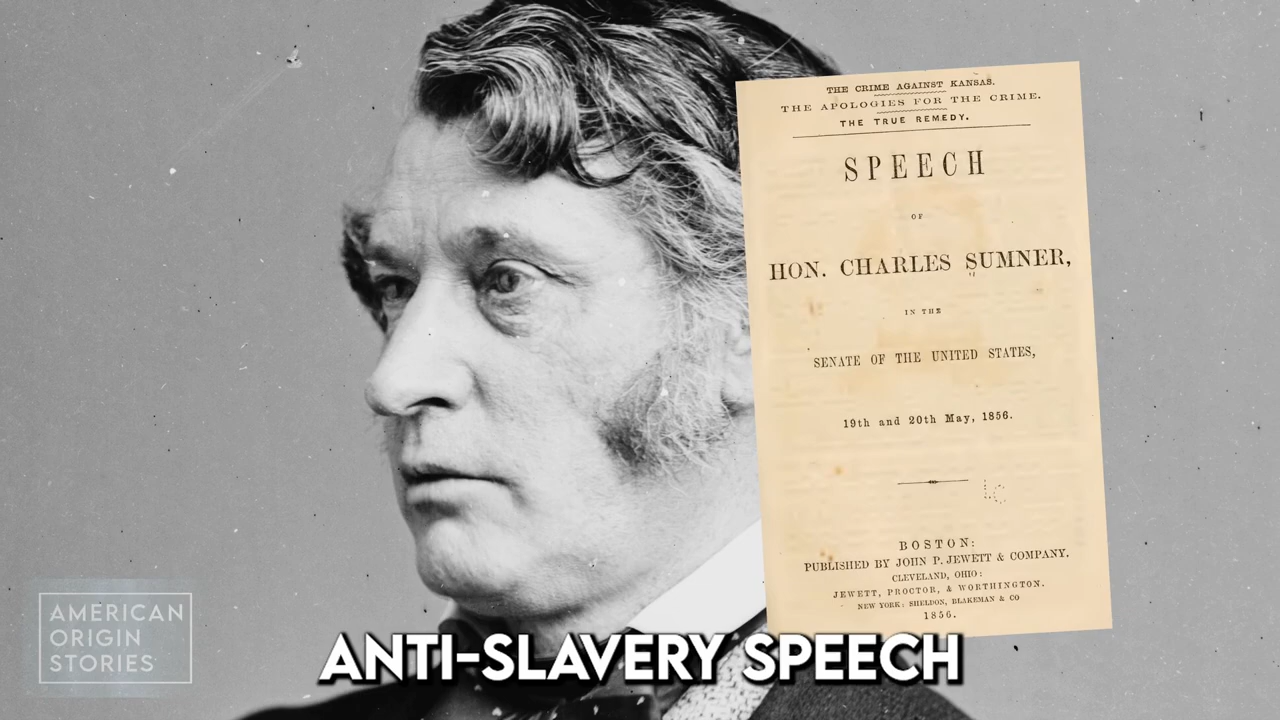 THE CRIME AGAINST KANSAS.
THE APOLOGIES FOR THE CRIME.
THE TRUE REMEDY.
SPEECH
OF
HON. CHARLES SUMNER,
IN THE
SENATE OF THE UNITED STATES,
19th and 20th May, 1856.
LC
BOSTON:
PUBLISHED BY JOHN P. JEWETT & COMPANY.
CLEVELAND, OHIO:
JEWETT, PROCTOR, & WORTHINGTON.
NEW YORK: SHELDON, BLAKEMAN & CO
1856.
AMERICAN
ORIGIN
STORIES
ANTI-SLAVERY SPEECH